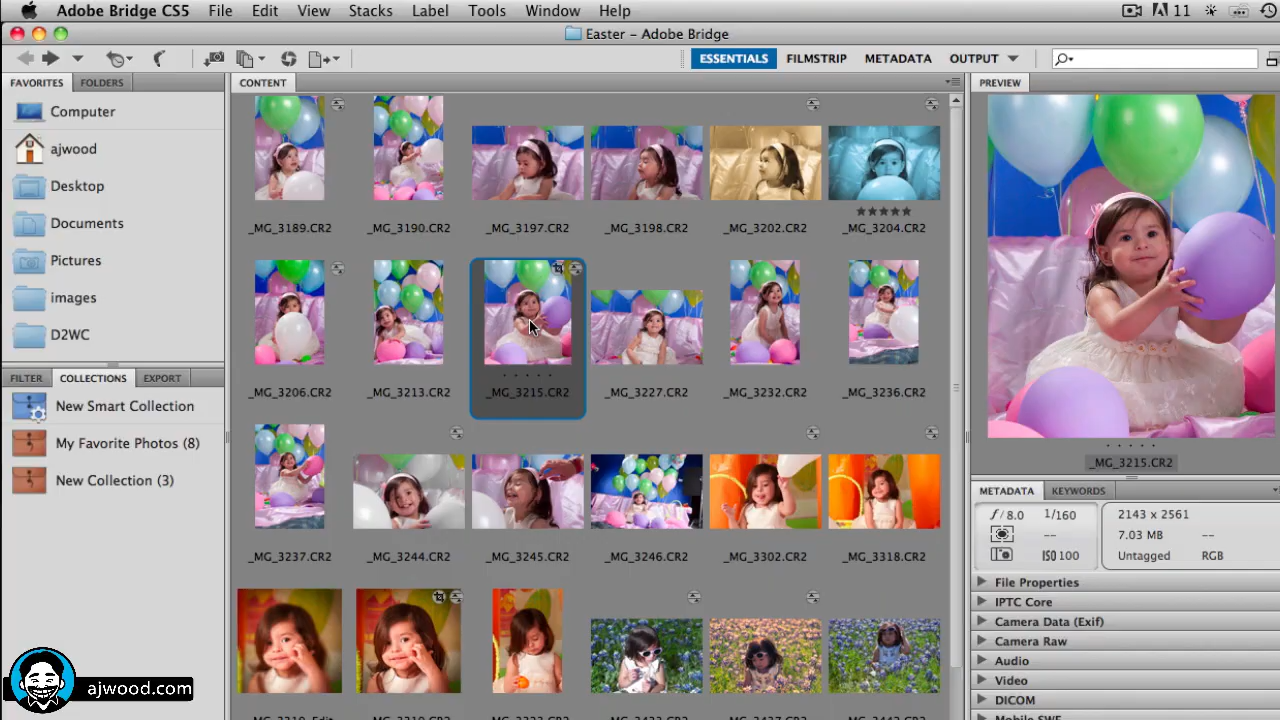 Adobe Bridge CS5 File Edit View Stacks Label Tools Window Help 11
Easter – Adobe Bridge
ESSENTIALS FILMSTRIP METADATA OUTPUT
FAVORITES FOLDERS
Computer
ajwood
Desktop
Documents
Pictures
images
D2WC
FILTER COLLECTIONS EXPORT
New Smart Collection
My Favorite Photos (8)
New Collection (3)
CONTENT
_MG_3189.CR2 _MG_3190.CR2 _MG_3197.CR2 _MG_3198.CR2 _MG_3202.CR2 _MG_3204.CR2
_MG_3206.CR2 _MG_3213.CR2 _MG_3215.CR2 _MG_3227.CR2 _MG_3232.CR2 _MG_3236.CR2
_MG_3237.CR2 _MG_3244.CR2 _MG_3245.CR2 _MG_3246.CR2 _MG_3302.CR2 _MG_3318.CR2
PREVIEW
_MG_3215.CR2
METADATA KEYWORDS
f/8.0 1/160
--
ISO 100
2143 x 2561
7.03 MB --
Untagged RGB
File Properties
IPTC Core
Camera Data (Exif)
Camera Raw
Audio
Video
DICOM
Mobile SWF
ajwood.com